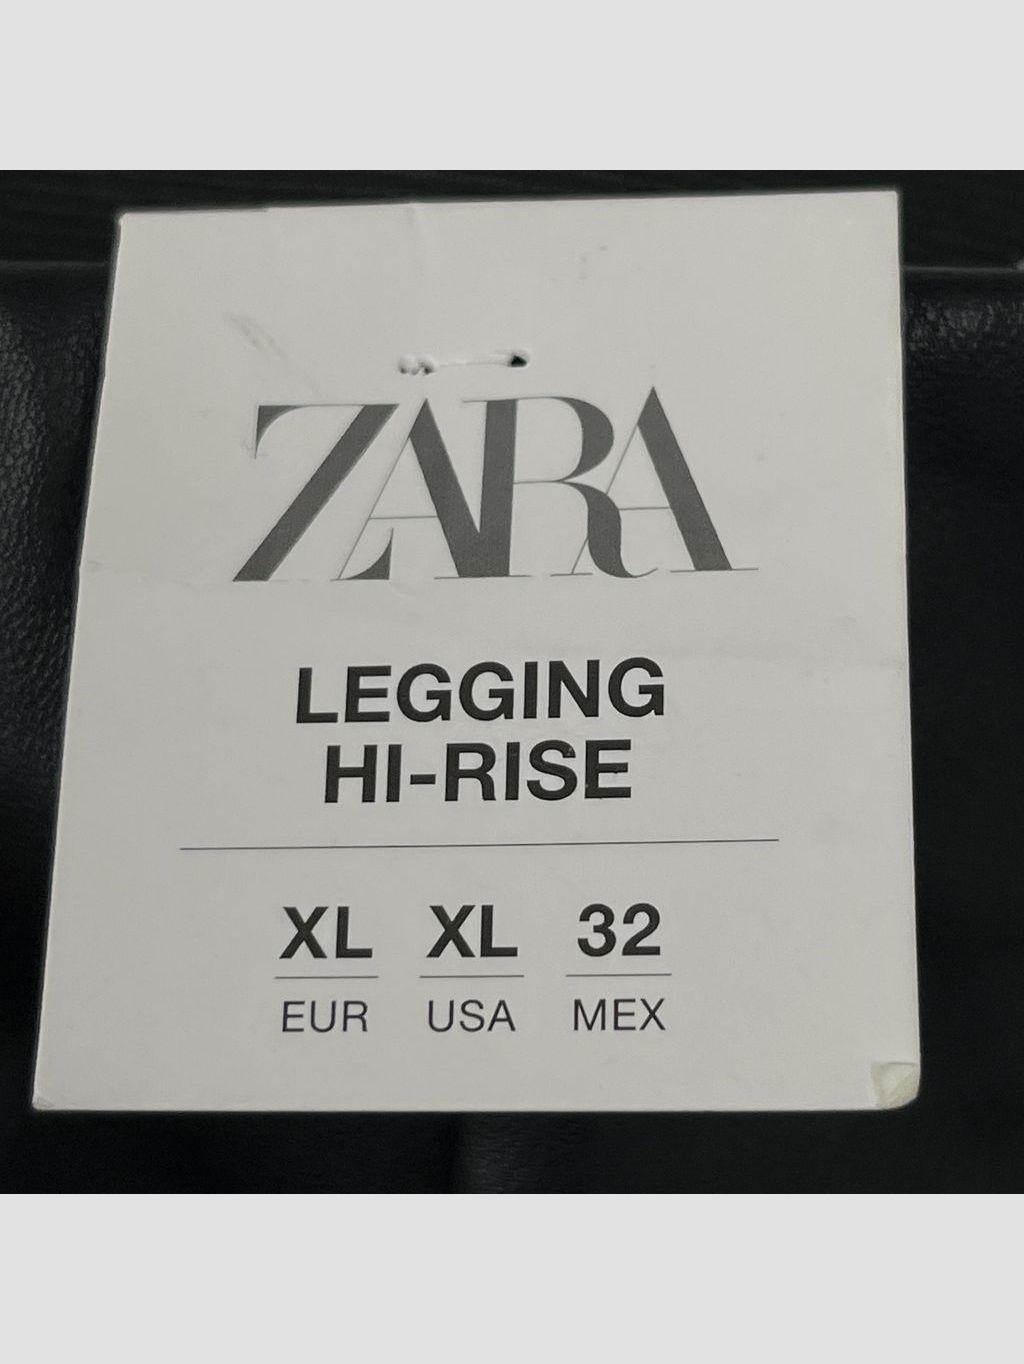 ZARA
LEGGING
HI-RISE
XL XL 32
EUR USA MEX